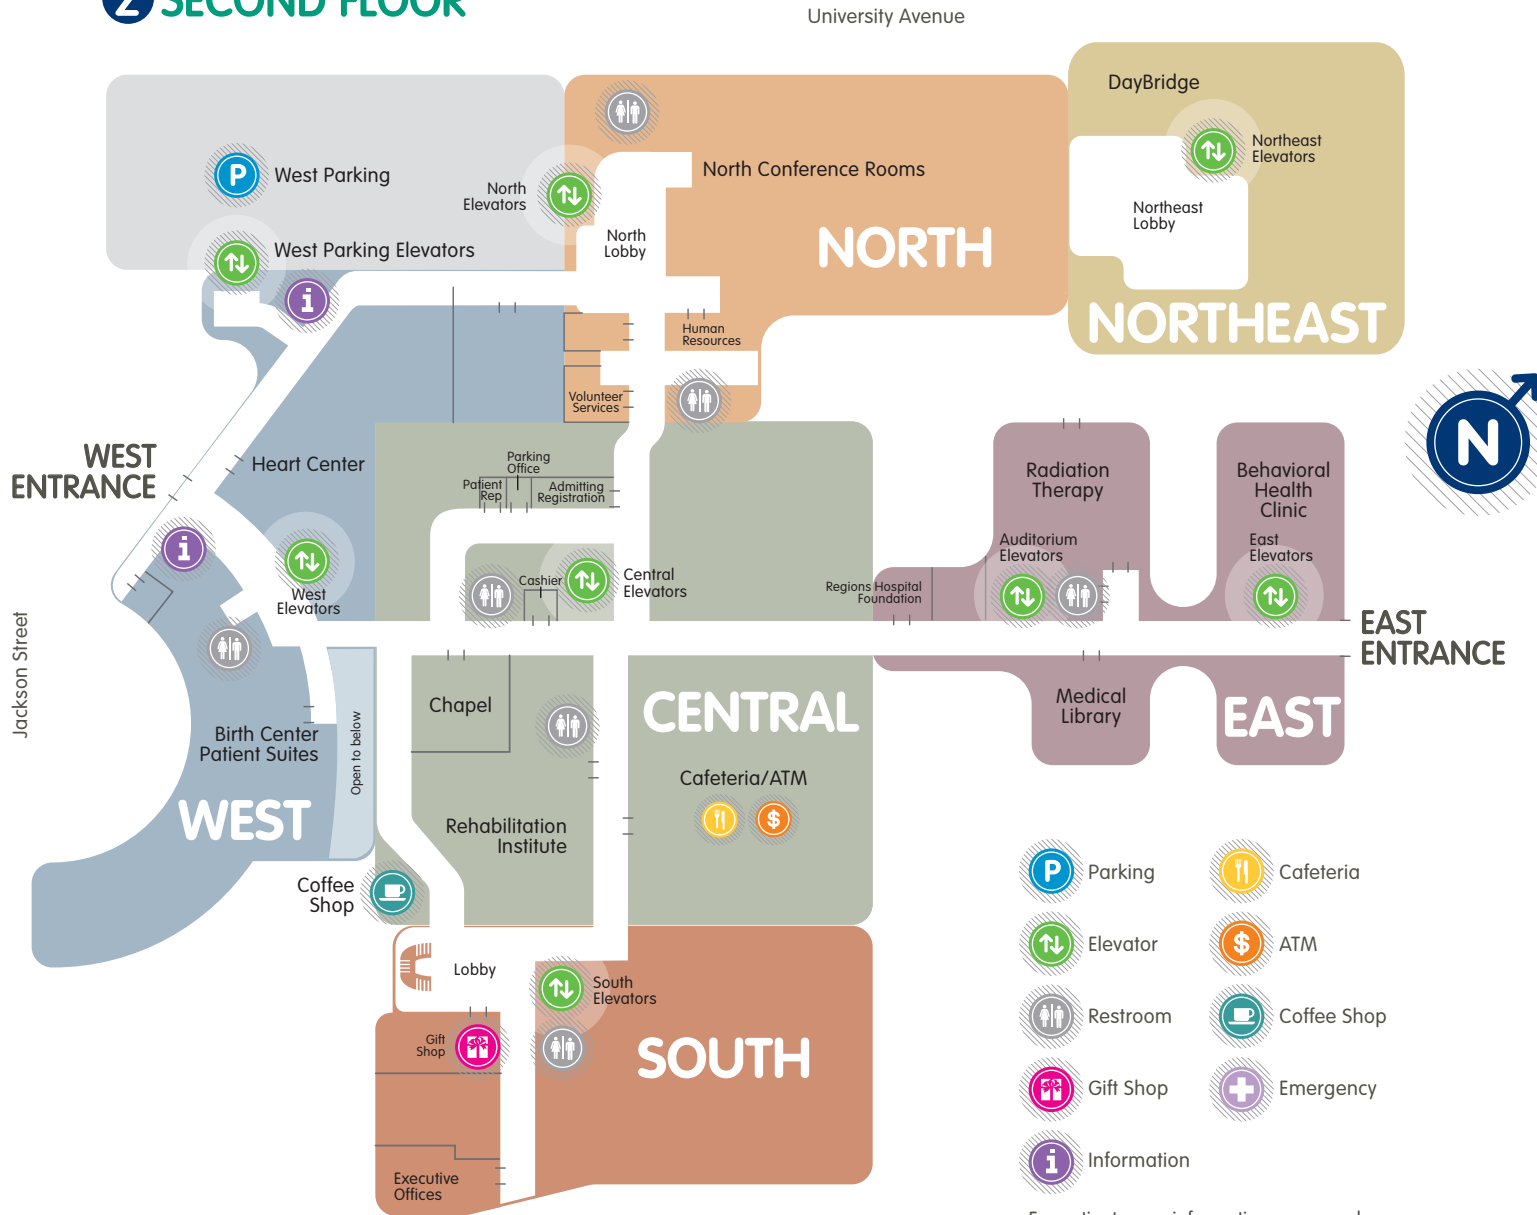 2 SECOND FLOOR
University Avenue
DayBridge
Northeast
Elevators
P
West Parking
North Conference Rooms
North
Elevators
Northeast
Lobby
North
Lobby
NORTH
West Parking Elevators
i
NORTHEAST
Human
Resources
Volunteer
Services
N
WEST
ENTRANCE
Heart Center
Parking
Office
Patient
Rep
Admitting
Registration
Radiation
Therapy
Behavioral
Health
Clinic
i
Auditorium
Elevators
East
Elevators
West
Elevators
Cashier
Central
Elevators
Regions Hospital
Foundation
EAST
ENTRANCE
Jackson Street
Chapel
CENTRAL
Medical
Library
EAST
Birth Center
Patient Suites
Open to below
WEST
Cafeteria/ATM
$
Rehabilitation
Institute
Coffee
Shop
Lobby
South
Elevators
Gift
Shop
SOUTH
Executive
Offices
P
Parking
Cafeteria
Elevator
$
ATM
Restroom
Coffee Shop
Gift Shop
Emergency
i
Information